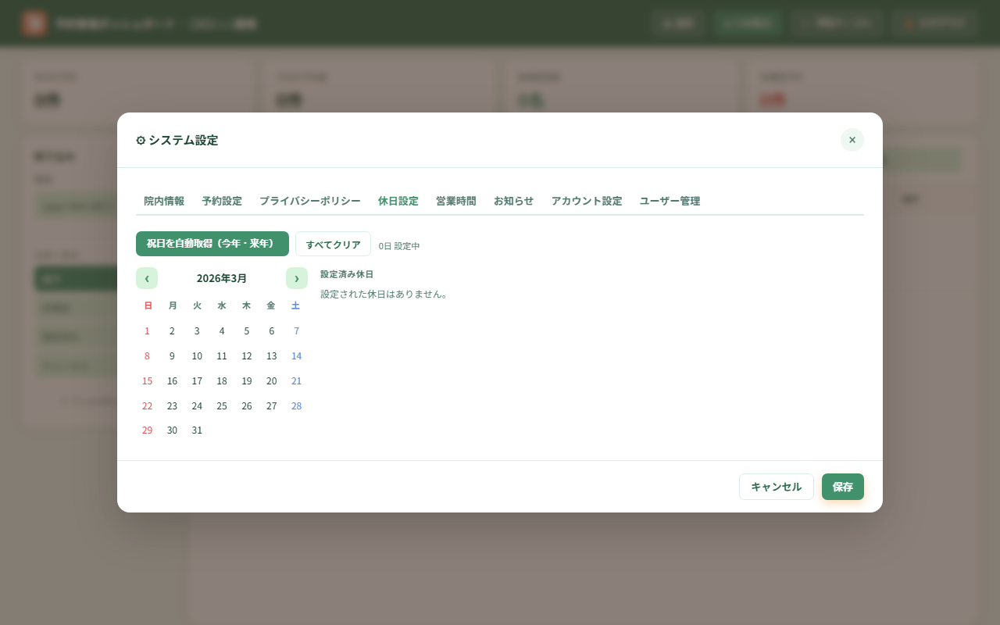 ⚙ システム設定
×
院内情報 予約設定 プライバシーポリシー 休日設定 営業時間 お知らせ アカウント設定 ユーザー管理
祝日を自動取得（今年・来年） すべてクリア 0日 設定中
‹ 2026年3月 ›
設定済み休日
設定された休日はありません。
日 月 火 水 木 金 土
1 2 3 4 5 6 7
8 9 10 11 12 13 14
15 16 17 18 19 20 21
22 23 24 25 26 27 28
29 30 31
キャンセル 保存